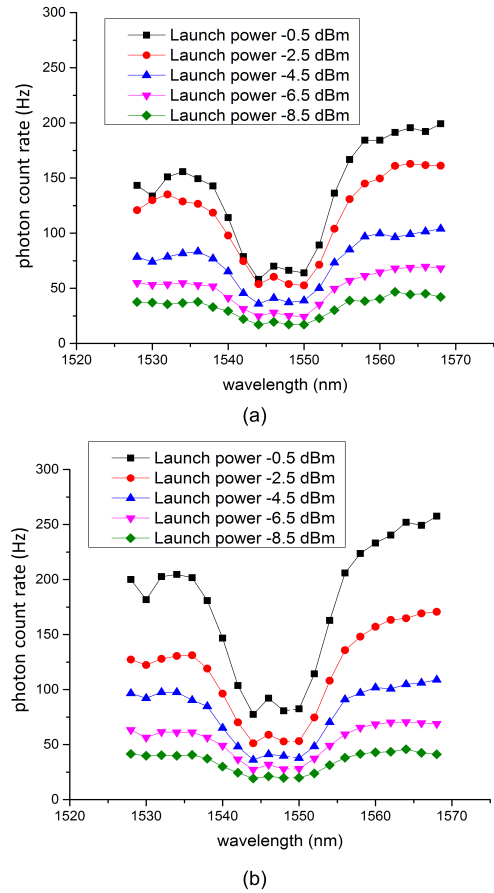 300
250
200
150
100
50
0
photon count rate (Hz)
Launch power -0.5 dBm
Launch power -2.5 dBm
Launch power -4.5 dBm
Launch power -6.5 dBm
Launch power -8.5 dBm
1520 1530 1540 1550 1560 1570
wavelength (nm)
(a)
300
250
200
150
100
50
0
photon count rate (Hz)
Launch power -0.5 dBm
Launch power -2.5 dBm
Launch power -4.5 dBm
Launch power -6.5 dBm
Launch power -8.5 dBm
1520 1530 1540 1550 1560 1570
wavelength (nm)
(b)